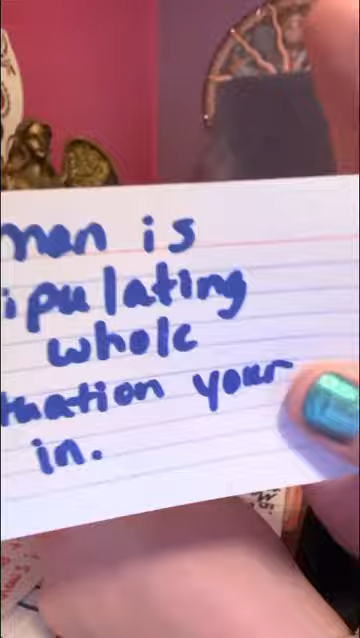 man is
ipulating
whole
tuation your
in.